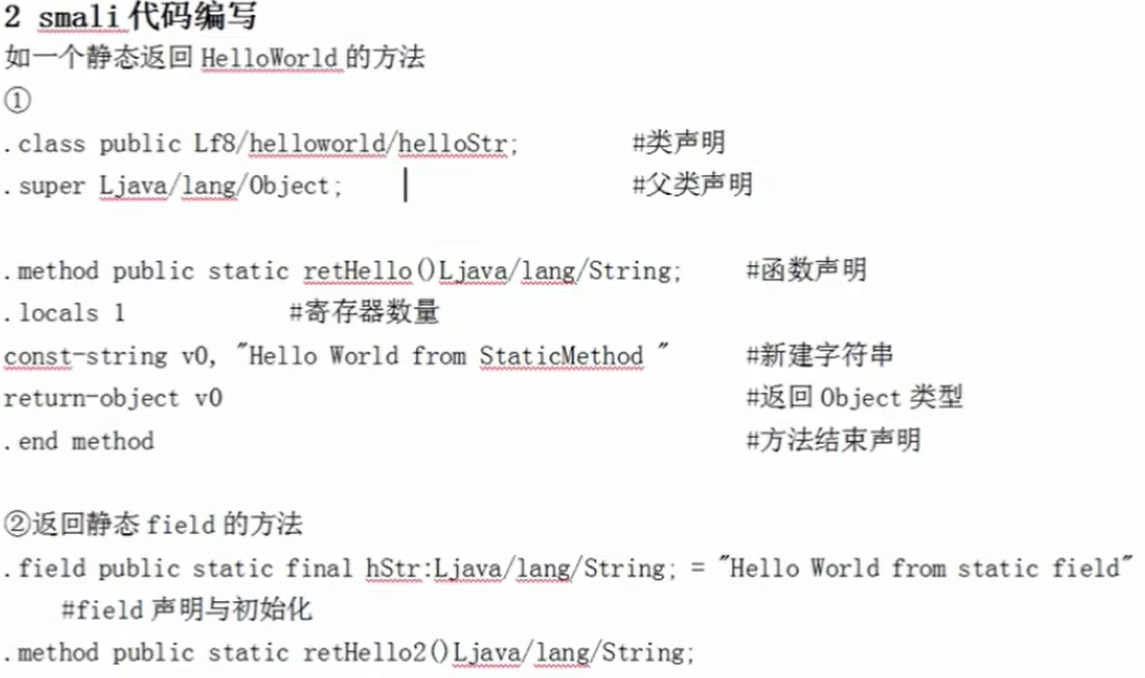 2 smali 代码编写
如一个静态返回 HelloWorld 的方法
①
.class public Lf8/helloworld/helloStr; #类声明
.super Ljava/lang/Object; #父类声明
.method public static retHello()Ljava/lang/String; #函数声明
.locals 1 #寄存器数量
const-string v0, "Hello World from StaticMethod " #新建字符串
return-object v0 #返回 Object 类型
.end method #方法结束声明
②返回静态 field 的方法
.field public static final hStr:Ljava/lang/String; = "Hello World from static field"
#field 声明与初始化
.method public static retHello2()Ljava/lang/String;